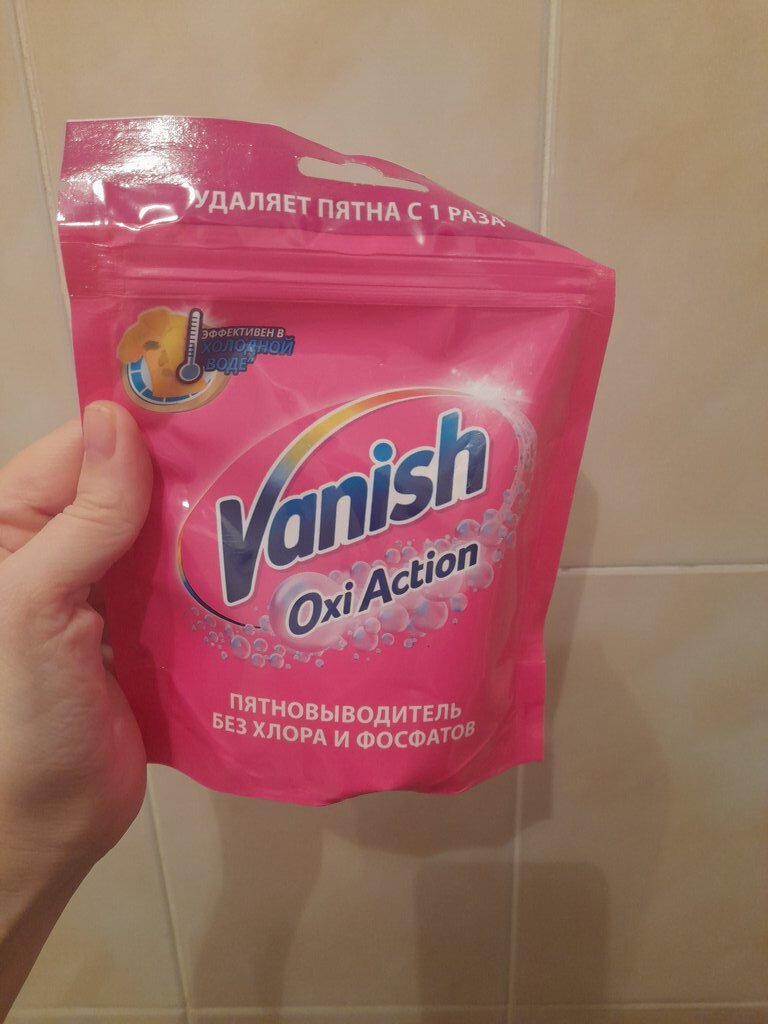 УДАЛЯЕТ ПЯТНА С 1 РАЗА
ЭФФЕКТИВЕН В
ХОЛОДНОЙ
ВОДЕ
Vanish
Oxi Action
ПЯТНОВЫВОДИТЕЛЬ
БЕЗ ХЛОРА И ФОСФАТОВ